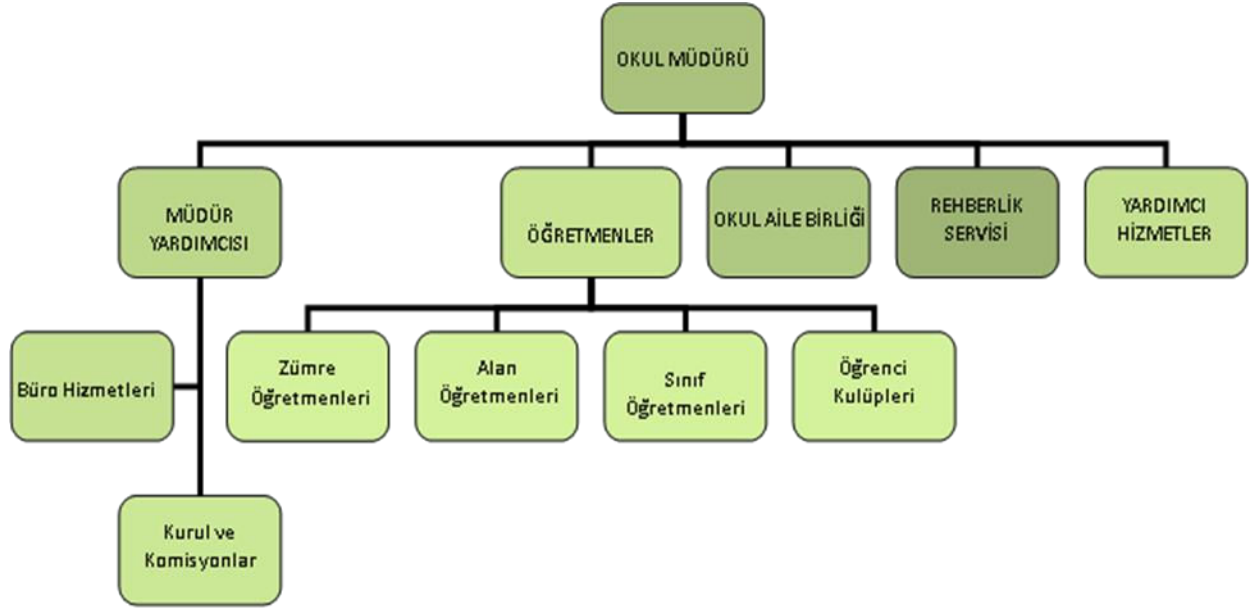 OKUL MÜDÜRÜ
MÜDÜR
YARDIMCISI
ÖĞRETMENLER
OKUL AİLE BİRLİĞİ
REHBERLİK
SERVİSİ
YARDIMCI
HİZMETLER
Büro Hizmetleri
Zümre
Öğretmenleri
Alan
Öğretmenleri
Sınıf
Öğretmenleri
Öğrenci
Kulüpleri
Kurul ve
Komisyonlar